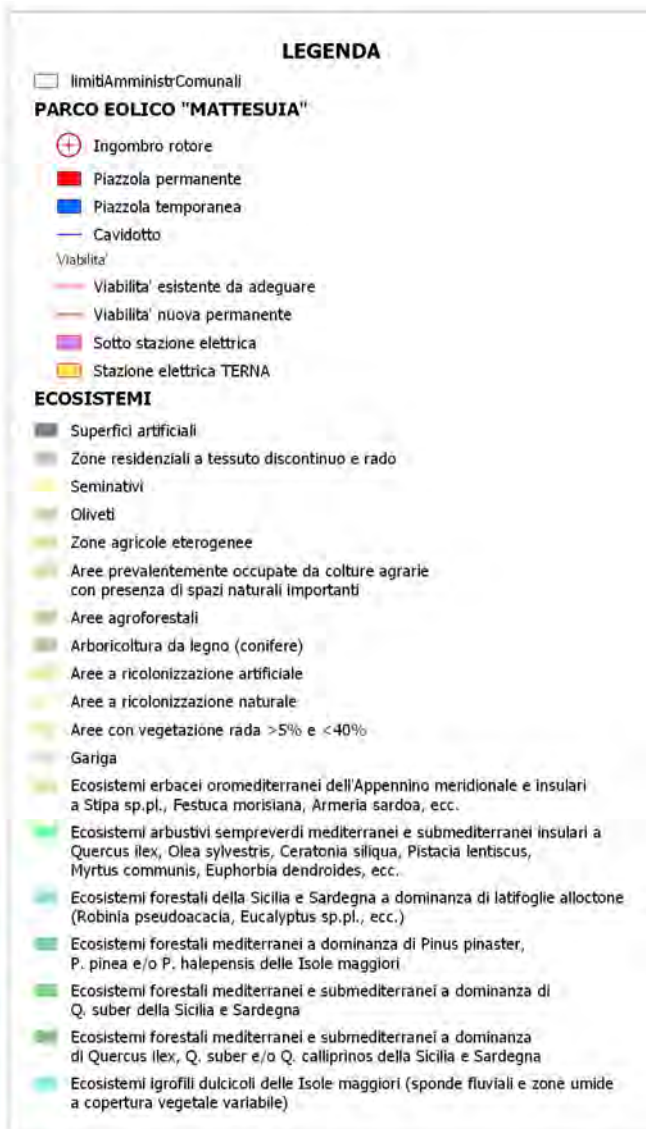 LEGENDA
limitiAmministrComunali
PARCO EOLICO "MATTESUIA"
Ingombro rotore
Piazzola permanente
Piazzola temporanea
Cavidotto
Viabilita'
Viabilita' esistente da adeguare
Viabilita' nuova permanente
Sotto stazione elettrica
Stazione elettrica TERNA
ECOSISTEMI
Superfici artificiali
Zone residenziali a tessuto discontinuo e rado
Seminativi
Oliveti
Zone agricole eterogenee
Aree prevalentemente occupate da colture agrarie
con presenza di spazi naturali importanti
Aree agroforestali
Arboricoltura da legno (conifere)
Aree a ricolonizzazione artificiale
Aree a ricolonizzazione naturale
Aree con vegetazione rada >5% e <40%
Gariga
Ecosistemi erbacei oromediterranei dell'Appennino meridionale e insulari
a Stipa sp.pl., Festuca morisiana, Armeria sardoa, ecc.
Ecosistemi arbustivi sempreverdi mediterranei e submediterranei insulari a
Quercus ilex, Olea sylvestris, Ceratonia siliqua, Pistacia lentiscus,
Myrtus communis, Euphorbia dendroides, ecc.
Ecosistemi forestali della Sicilia e Sardegna a dominanza di latifoglie alloctone
(Robinia pseudoacacia, Eucalyptus sp.pl., ecc.)
Ecosistemi forestali mediterranei a dominanza di Pinus pinaster,
P. pinea e/o P. halepensis delle Isole maggiori
Ecosistemi forestali mediterranei e submediterranei a dominanza di
Q. suber della Sicilia e Sardegna
Ecosistemi forestali mediterranei e submediterranei a dominanza
di Quercus ilex, Q. suber e/o Q. calliprinos della Sicilia e Sardegna
Ecosistemi igrofili dulcicoli delle Isole maggiori (sponde fluviali e zone umide
a copertura vegetale variabile)